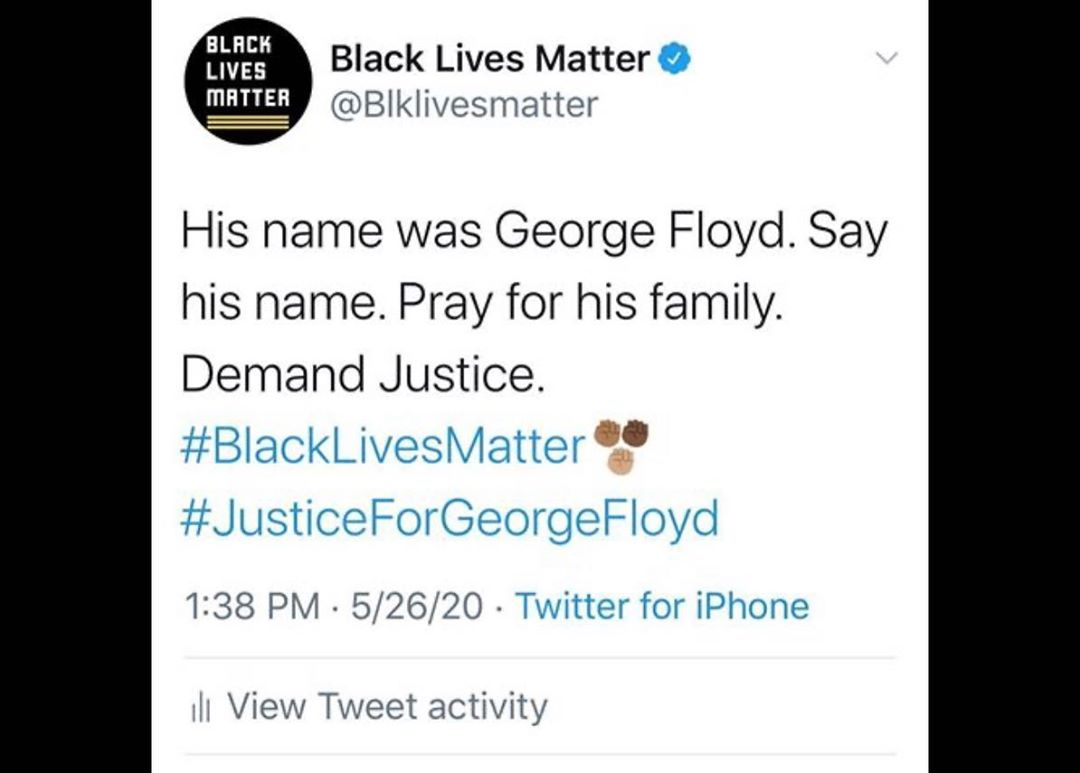 BLACK
LIVES
MATTER
Black Lives Matter
@Blklivesmatter
His name was George Floyd. Say
his name. Pray for his family.
Demand Justice.
#BlackLivesMatter✊🏾✊🏿✊🏼
#JusticeForGeorgeFloyd
1:38 PM · 5/26/20 · Twitter for iPhone
View Tweet activity